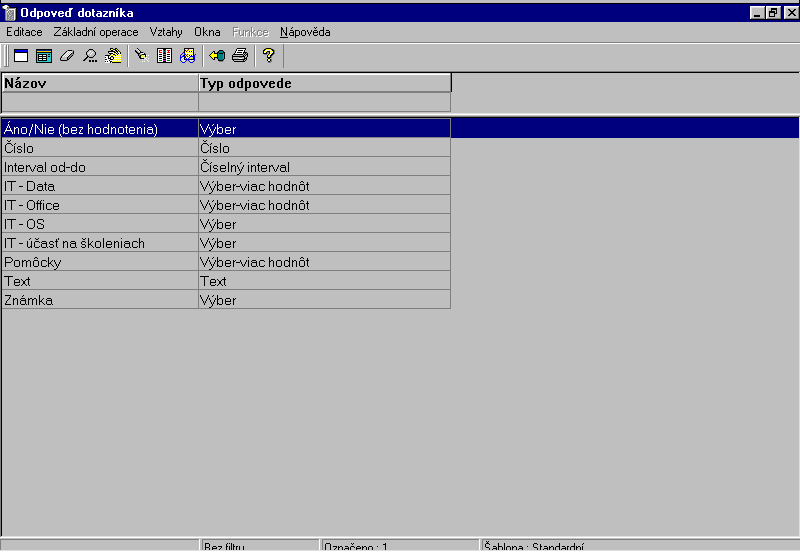 Odpoveď dotazníka
Editace Základní operace Vztahy Okna Funkce Nápověda
Názov Typ odpovede
Áno/Nie (bez hodnotenia) Výber
Číslo Číslo
Interval od-do Číselný interval
IT - Data Výber-viac hodnôt
IT - Office Výber-viac hodnôt
IT - OS Výber
IT - účasť na školeniach Výber
Pomôcky Výber-viac hodnôt
Text Text
Známka Výber
Bez filtru Označeno : 1 Šablona : Standardní